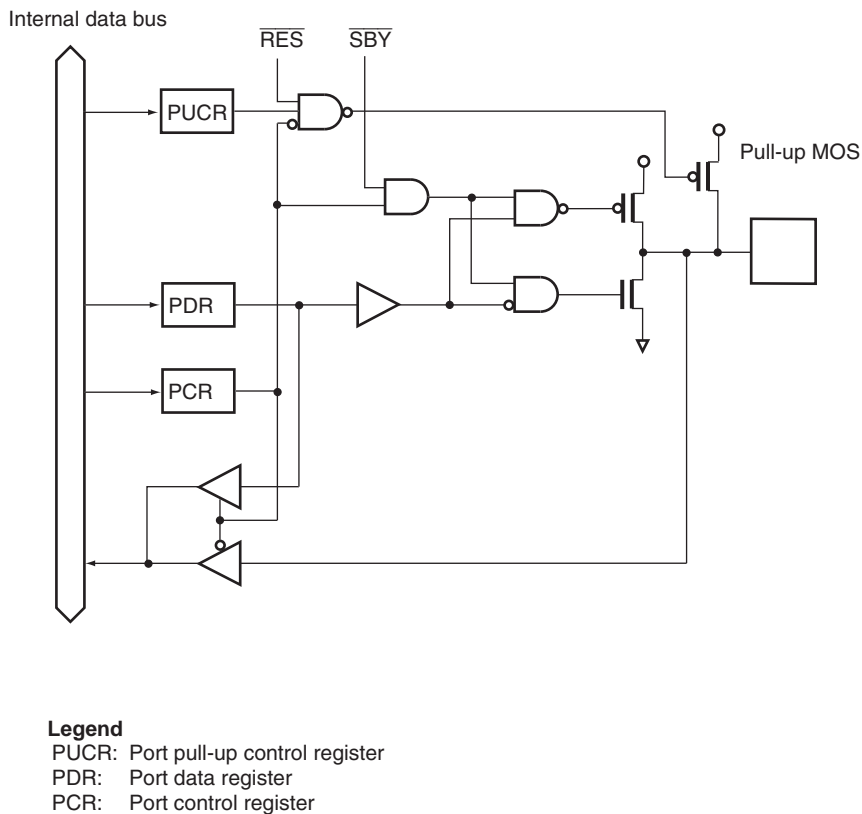 Internal data bus
RES
SBY
PUCR
Pull-up MOS
PDR
PCR
Legend
PUCR: Port pull-up control register
PDR: Port data register
PCR: Port control register